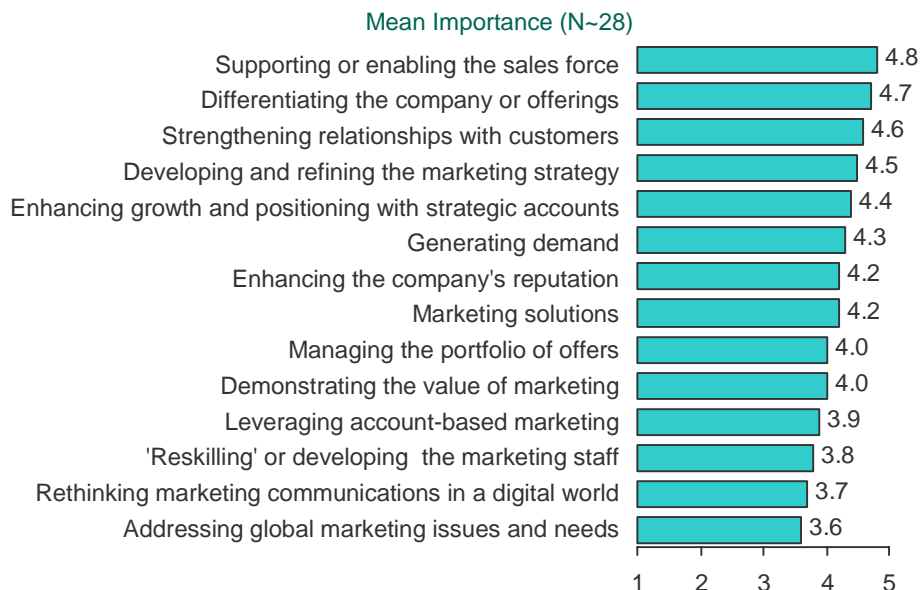 Mean Importance (N~28)
Supporting or enabling the sales force 4.8
Differentiating the company or offerings 4.7
Strengthening relationships with customers 4.6
Developing and refining the marketing strategy 4.5
Enhancing growth and positioning with strategic accounts 4.4
Generating demand 4.3
Enhancing the company's reputation 4.2
Marketing solutions 4.2
Managing the portfolio of offers 4.0
Demonstrating the value of marketing 4.0
Leveraging account-based marketing 3.9
'Reskilling' or developing  the marketing staff 3.8
Rethinking marketing communications in a digital world 3.7
Addressing global marketing issues and needs 3.6
1 2 3 4 5